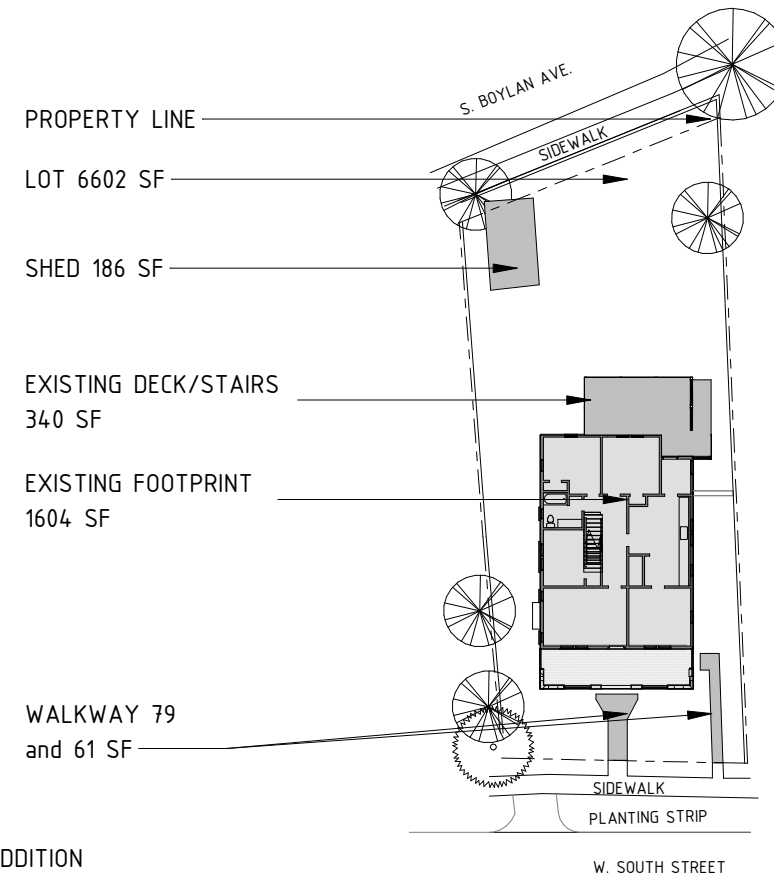 S. BOYLAN AVE.
PROPERTY LINE
SIDEWALK
LOT 6602 SF
SHED 186 SF
EXISTING DECK/STAIRS
340 SF
EXISTING FOOTPRINT
1604 SF
WALKWAY 79
and 61 SF
SIDEWALK
PLANTING STRIP
DDITION
W. SOUTH STREET